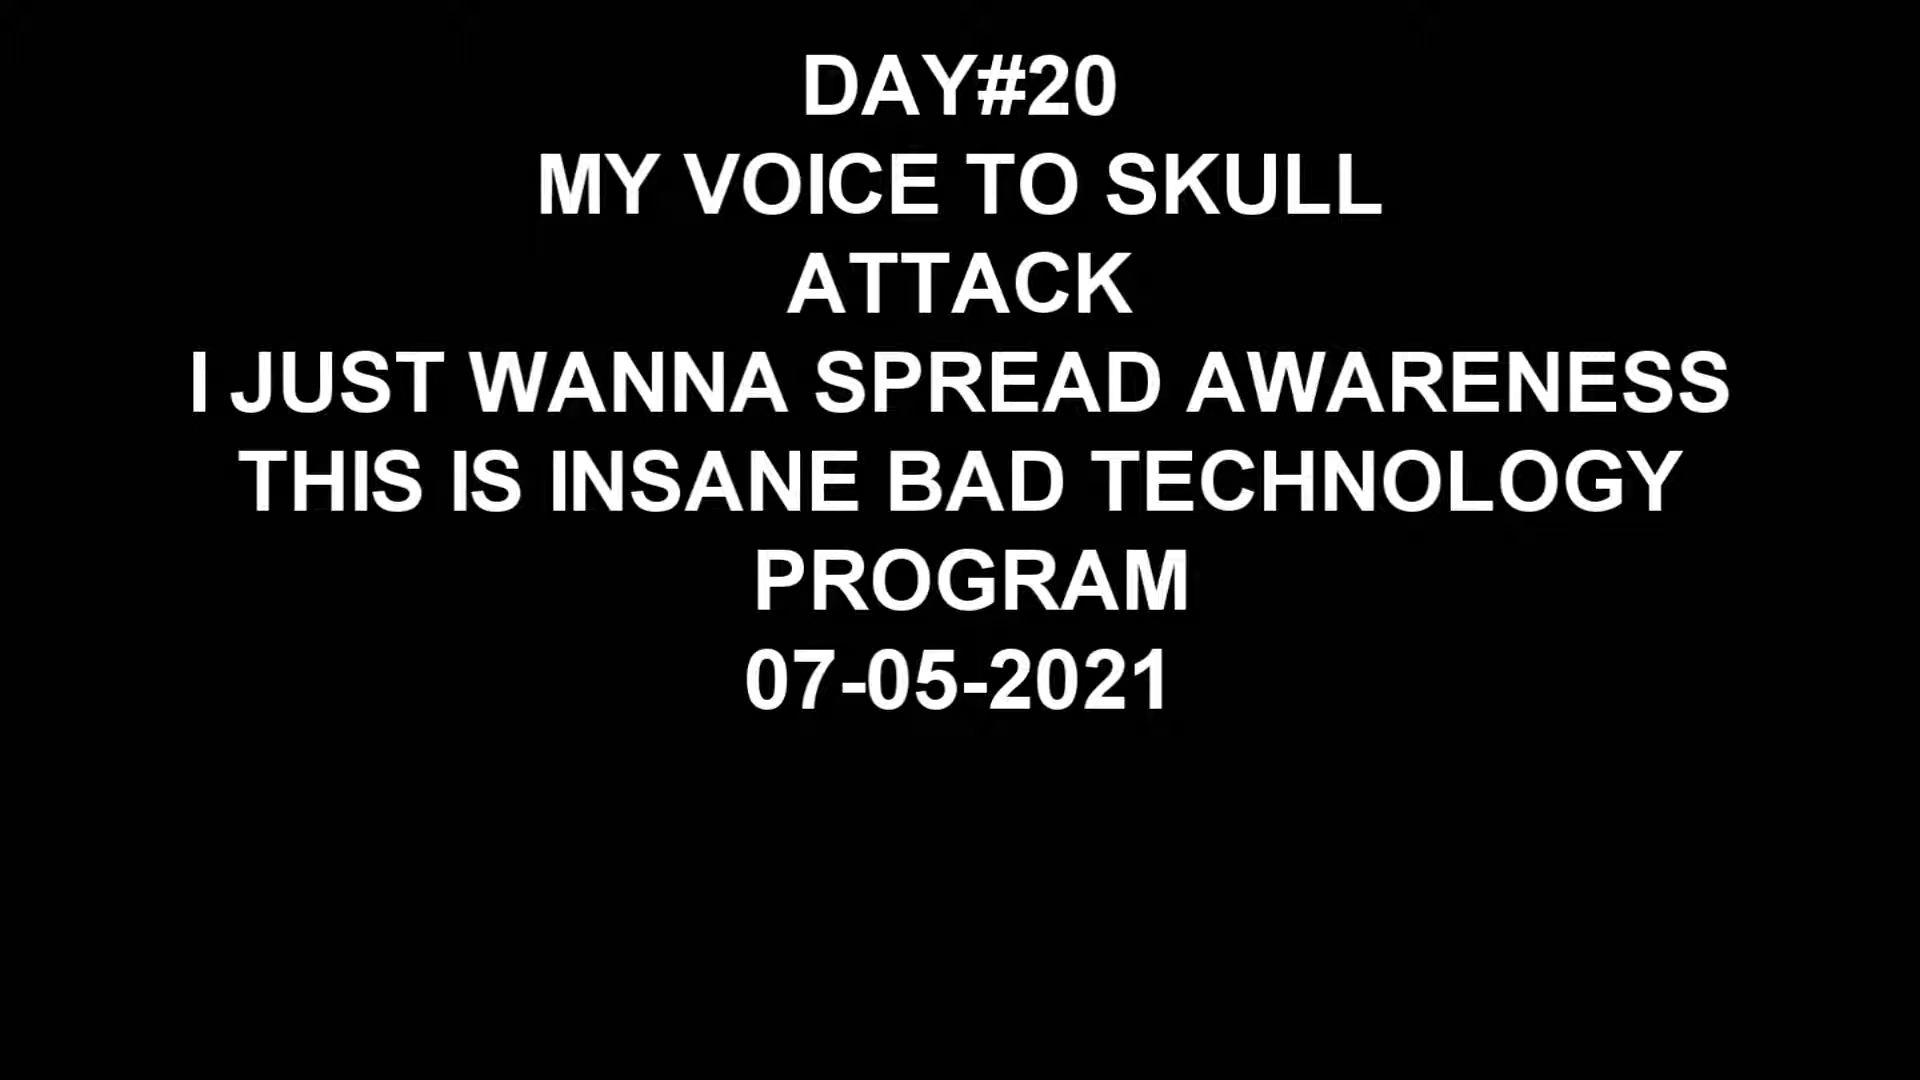 DAY#20
MY VOICE TO SKULL
ATTACK
I JUST WANNA SPREAD AWARENESS
THIS IS INSANE BAD TECHNOLOGY
PROGRAM
07-05-2021